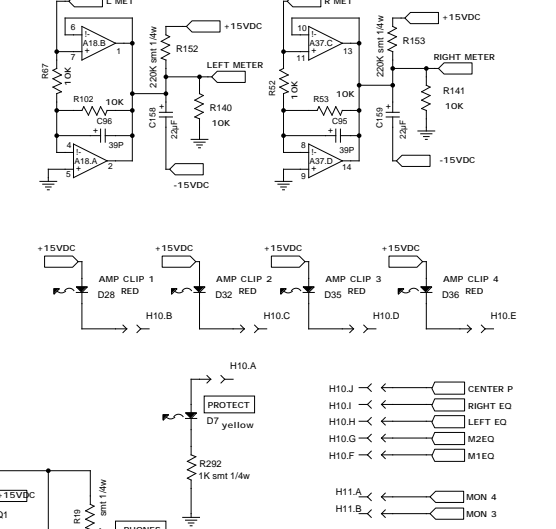 L MET
R MET
+15VDC
+15VDC
6
10
A18.B
1
A37.C
13
7
11
220K smt 1/4w
R152
220K smt 1/4w
R153
LEFT METER
RIGHT METER
R67
10K
R52
10K
R102
10K
R53
10K
C96
C95
39P
39P
C158
22µF
R140
10K
C159
22µF
R141
10K
4
A18.A
2
5
8
A37.D
14
9
-15VDC
-15VDC
+15VDC
+15VDC
+15VDC
+15VDC
AMP CLIP 1
AMP CLIP 2
AMP CLIP 3
AMP CLIP 4
D28 RED
D32 RED
D35 RED
D36 RED
H10.B
H10.C
H10.D
H10.E
H10.A
PROTECT
D7 yellow
R292
1K smt 1/4w
H10.J CENTER P
H10.I RIGHT EQ
H10.H LEFT EQ
H10.G M2EQ
H10.F M1EQ
H11.A MON 4
H11.B MON 3
+15VDC
Q1
R19
smt 1/4w
PHONES